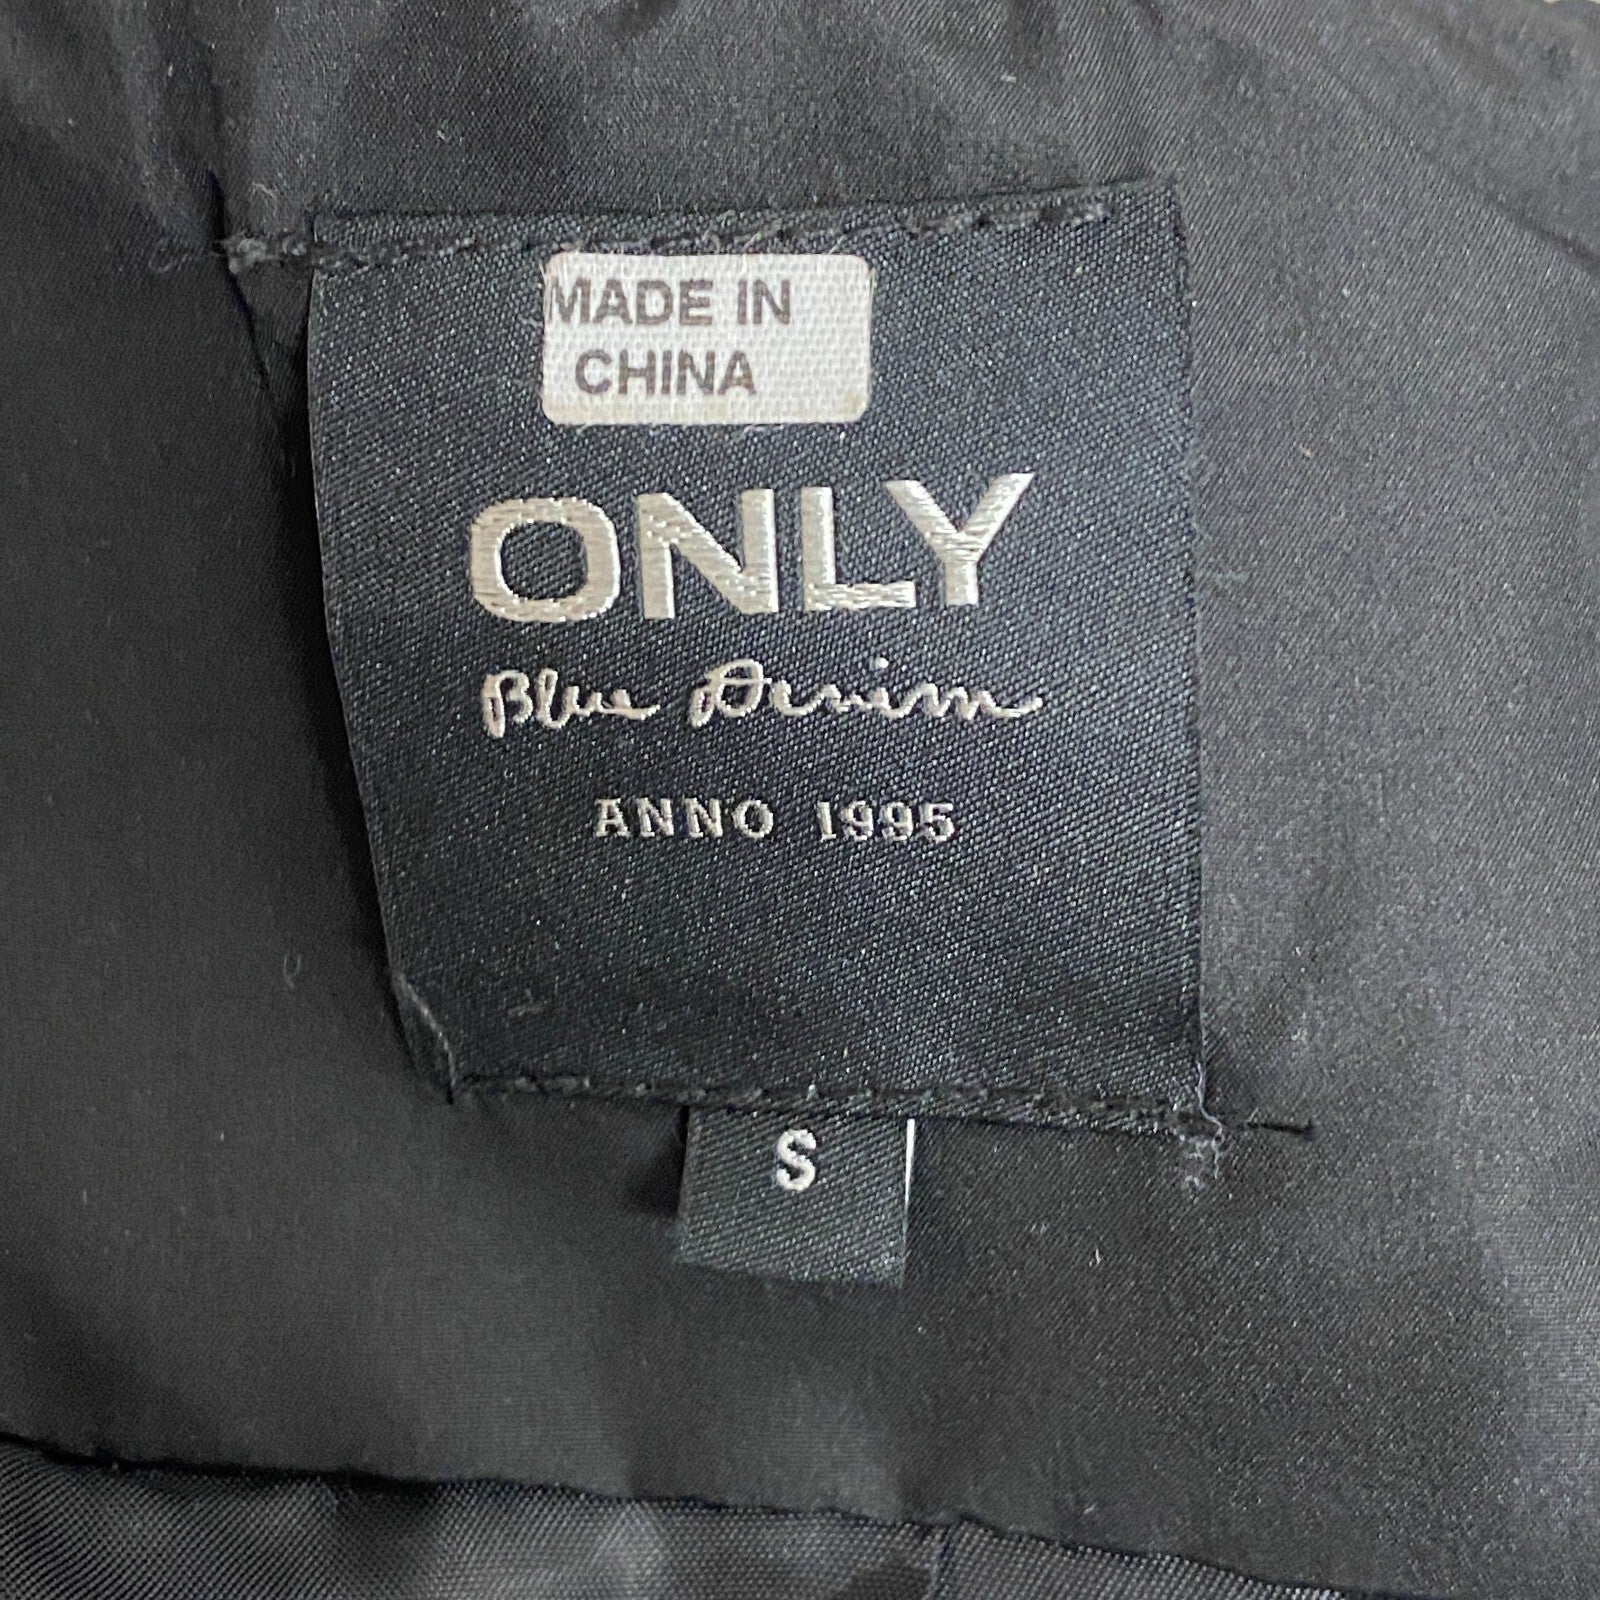 MADE IN
CHINA
ONLY
Blue Denim
ANNO 1995
S